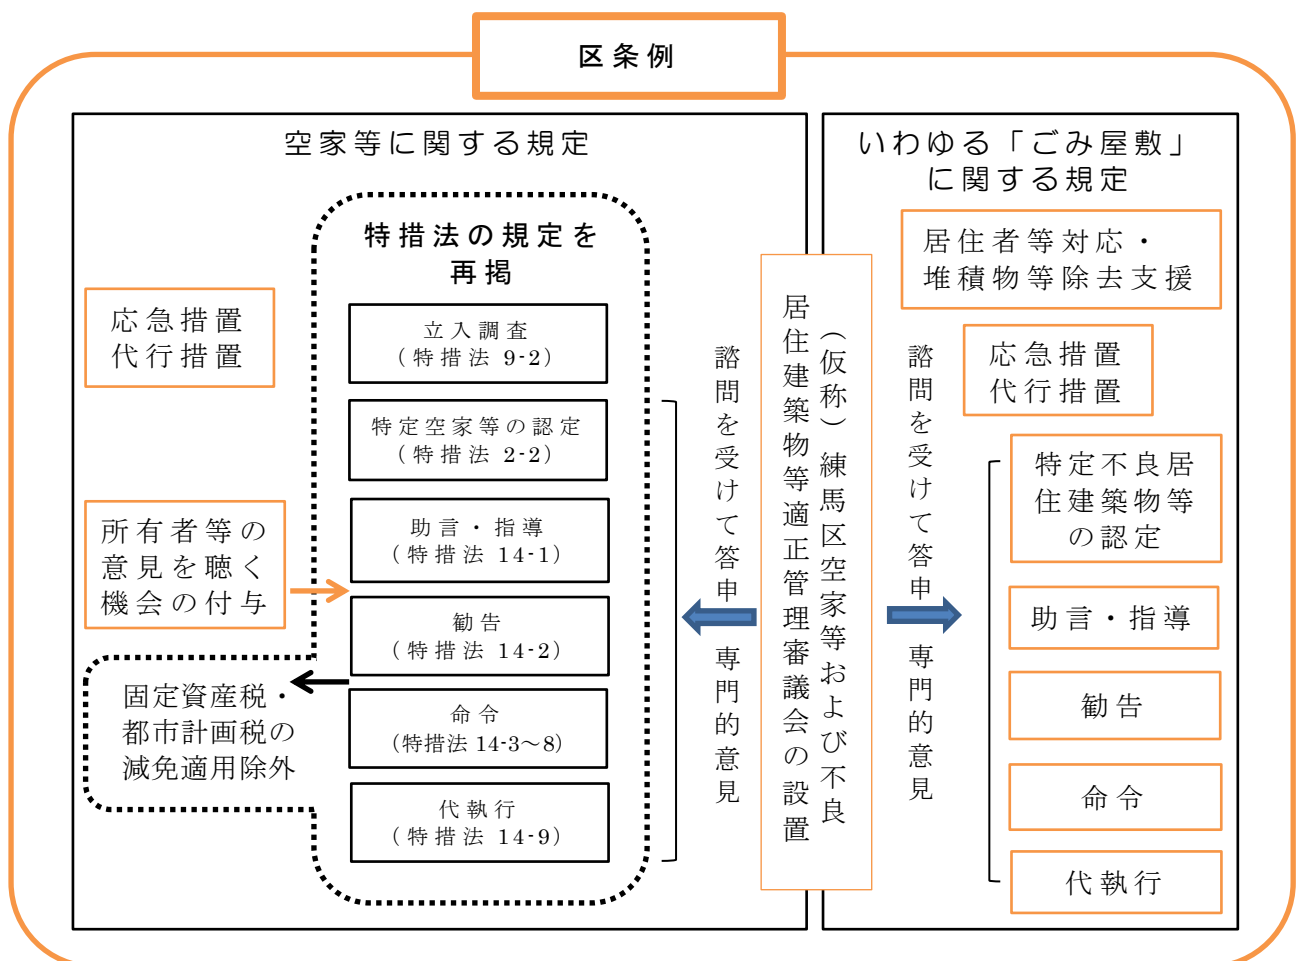 区条例
空家等に関する規定
特措法の規定を
再掲
応急措置
代行措置
立入調査
(特措法 9-2)
特定空家等の認定
(特措法 2-2)
所有者等の
意見を聴く
機会の付与
助言・指導
(特措法 14-1)
勧告
(特措法 14-2)
固定資産税・
都市計画税の
減免適用除外
命令
(特措法 14-3～8)
代執行
(特措法 14-9)
諮問を受けて答申
専門的意見
(仮称)練馬区空家等および不良
居住建築物等適正管理審議会の設置
諮問を受けて答申
専門的意見
いわゆる「ごみ屋敷」
に関する規定
居住者等対応・
堆積物等除去支援
応急措置
代行措置
特定不良居
住建築物等
の認定
助言・指導
勧告
命令
代執行